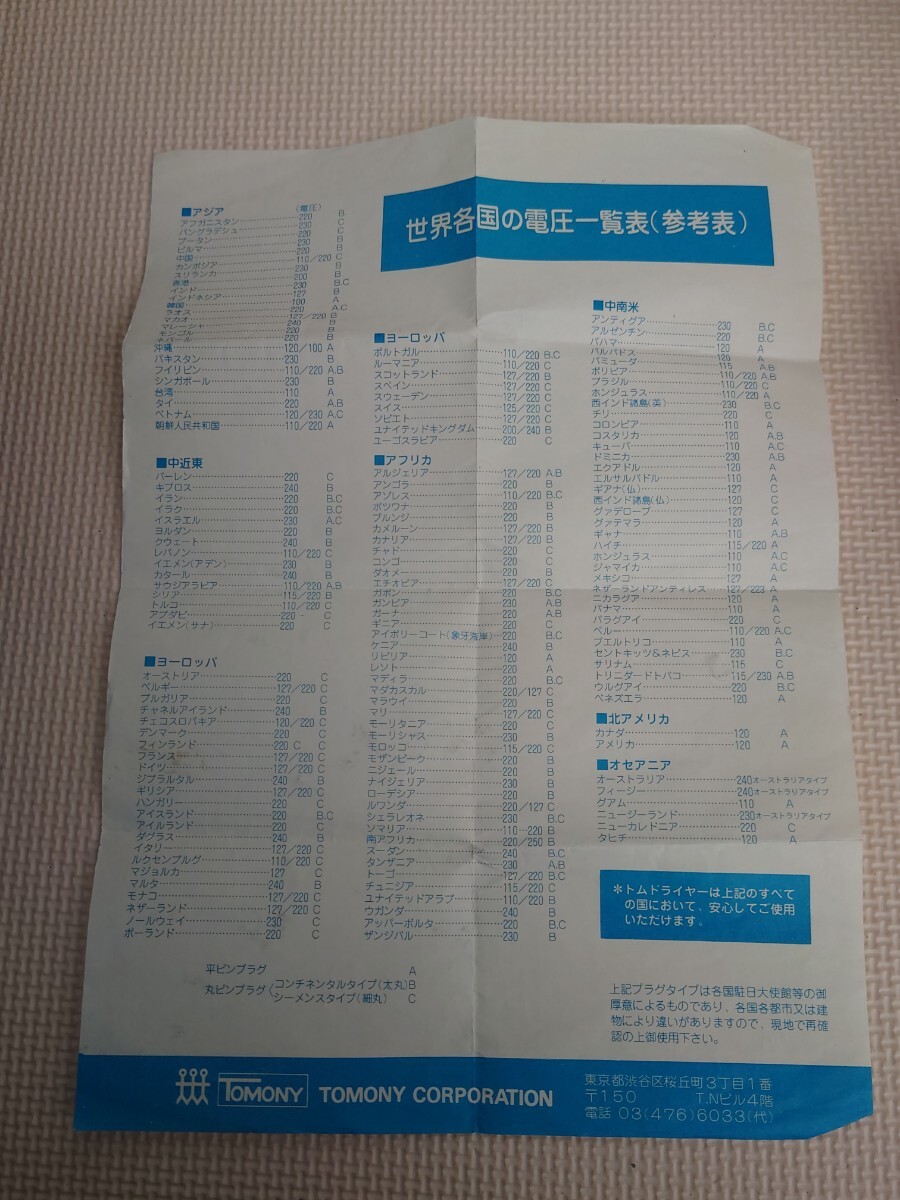 世界各国の電圧一覧表(参考表)
■アジア (電圧)
アフガニスタン 220 B
バングラデシュ 230 C
ブータン 220 C
ビルマ 230 B
中国 220 B
カンボジア 110/220 C
スリランカ 230 B
香港 200 B
インド 230 B.C
インドネシア 127 B
韓国 100 A
ラオス 220 A.C
マカオ 127/220 B
マレーシャ 240 B
モンゴル 220 B
ネパール 220 B
沖縄 120/100 A
パキスタン 230 B
フイリピン 110/220 A.B
シンガポール 230 B
台湾 110 A
タイ 220 A.B
ベトナム 120/230 A.C
朝鮮人民共和国 110/220 A
■中近東
バーレン 220 C
キプロス 240 B
イラン 220 B.C
イラク 220 B.C
イスラエル 230 A.C
ヨルダン 220 B
クウェート 240 B
レバノン 110/220 C
イエメン(アデン) 230 B
カタール 240 B
サウジアラビア 110/220 A.B
シリア 115/220 B
トルコ 110/220 C
アブダビ 220 C
イエメン(サナ) 220 C
■ヨーロッパ
オーストリア 220 C
ベルギー 127/220 C
ブルガリア 220 C
チャネルアイランド 240 B
チェコスロバキア 120/220 C
デンマーク 220 C
フィンランド 220 C C
フランス 127/220 C
ドイツ 127/220 C
ジブラルタル 240 B
ギリシア 127/220 C
ハンガリー 220 C
アイスランド 220 B.C
アイルランド 220 C
ダグラス 240 B
イタリー 127/220 C
ルクセンブルグ 110/220 C
マジョルカ 127 C
マルタ 240 B
モナコ 127/220 C
ネザーランド 127/220 C
ノールウェイ 230 C
ポーランド 220 C
■ヨーロッパ
ポルトガル 110/220 B.C
ルーマニア 110/220 C
スコットランド 127/220 B
スペイン 127/220 C
スウェーデン 127/220 C
スイス 125/220 C
ソビエト 127/220 C
ユナイテッドキングダム 200/240 B
ユーゴスラビア 220 C
■アフリカ
アルジェリア 127/220 A.B
アンゴラ 220 B
アゾレス 110/220 B.C
ボツワナ 220 B
ブルンジ 220 B
カメルーン 127/220 B
カナリア 127/220 B
チャド 220 C
コンゴ 220 C
ダオメ 220 B
エチオピア 127/220 C
ガボン 220 B.C
ガンビア 230 A.B
ガーナ 220 A.B
ギニア 220 C
アイボリーコート(象牙海岸) 220 B.C
ケニア 240 B
リビリア 120 A
レソト 220 A
マディラ 220 B.C
マダカスカル 220/127 C
マラウイ 220 B
マリ 127/220 C
モーリタニア 220 C
モーリシャス 230 B
モロッコ 115/220 C
モザンビーク 220 B
ニジェール 220 B
ナイジェリア 230 B
ローデシア 220 B
ルワンダ 220/127 C
シェラレオネ 230 B.C
ソマリア 110 220 B
南アフリカ 220/250 B
スーダン 240 B.C
タンザニア 230 A.B
トーゴ 127/220 B.C
チュニジア 115/220 C
ユナイテッドアラブ 110/220 B
ウガンダ 240 B
アッパーボルタ 220 B.C
ザンジバル 230 B
■中南米
アンティグア 230 B.C
アルゼンチン 220 B.C
バハマ 120 A
バルバドス 120 A
バミューダ 115 A.B
ボリビア 110/220 A.B
ブラジル 110/220 C
ホンジュラス 110/220 A
西インド諸島(英) 230 B.C
チリ 220 C
コロンビア 110 A
コスタリカ 120 A.B
キューバ 110 A.C
ドミニカ 230 A.B
エクアドル 120 A
エルサルバドル 110 A
ギアナ(仏) 127 C
西インド諸島(仏) 120 C
グァデローブ 127 C
グァテマラ 120 A
ギャナ 110 A.B
ハイチ 115/220 A
ホンジュラス 110 A.C
ジャマイカ 110 A.C
メキシコ 127 A
ネザーランドアンティレス 127/223 A
ニカラグア 120 A
パナマ 110 A
パラグアイ 220 C
ペルー 110/220 A.C
プエルトリコ 110 A
セントキッツ&ネビス 230 B.C
サリナム 115 C
トリニダードトバコ 115/230 A.B
ウルグアイ 220 B.C
ベネズエラ 120 A
■北アメリカ
カナダ 120 A
アメリカ 120 A
■オセアニア
オーストラリア 240 オーストラリアタイプ
フィージー 240 オーストラリアタイプ
グアム 110 A
ニュージーランド 230 オーストラリアタイプ
ニューカレドニア 220 C
タヒチ 120 A
*トムドライヤーは上記のすべて
の国において、安心してご使用
いただけます。
平ピンプラグ A
丸ピンプラグ コンチネンタルタイプ(太丸)B
シーメンスタイプ(細丸) C
上記プラグタイプは各国駐日大使館等の御
厚意によるものであり、各国各都市又は建
物により違いがありますので、現地で再確
認の上御使用下さい。
TOMONY TOMONY CORPORATION
東京都渋谷区桜丘町3丁目1番
〒150 T.Nビル4階
電話 03(476)6033(代)